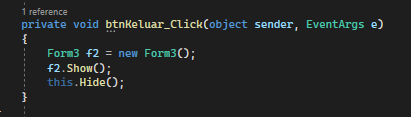 1 reference
private void btnKeluar_Click(object sender, EventArgs e)
{
Form3 f2 = new Form3();
f2.Show();
this.Hide();
}